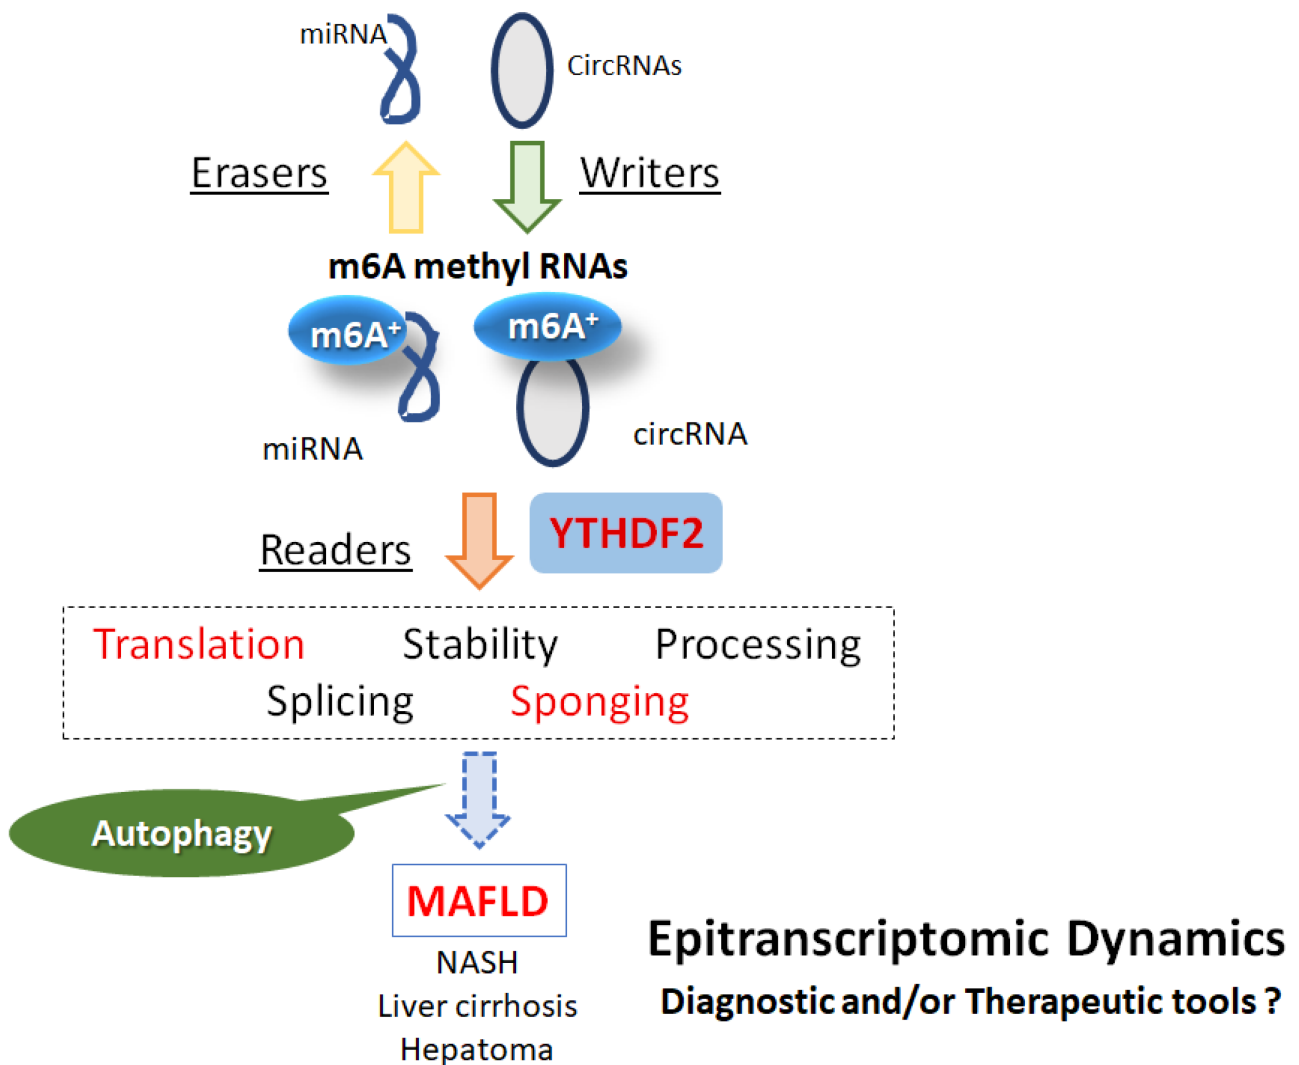 miRNA
CircRNAs
Erasers
Writers
m6A methyl RNAs
m6A⁺
m6A⁺
miRNA
circRNA
YTHDF2
Readers
Translation Stability Processing
Splicing Sponging
Autophagy
MAFLD
NASH
Liver cirrhosis
Hepatoma
Epitranscriptomic Dynamics
Diagnostic and/or Therapeutic tools ?